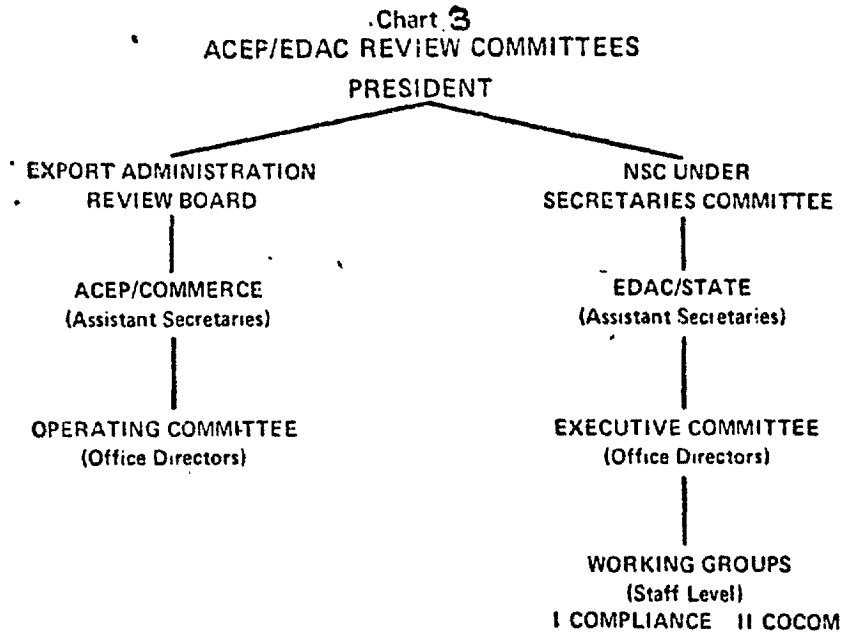 Chart 3
ACEP/EDAC REVIEW COMMITTEES
PRESIDENT
EXPORT ADMINISTRATION
REVIEW BOARD
NSC UNDER
SECRETARIES COMMITTEE
ACEP/COMMERCE
(Assistant Secretaries)
EDAC/STATE
(Assistant Secretaries)
OPERATING COMMITTEE
(Office Directors)
EXECUTIVE COMMITTEE
(Office Directors)
WORKING GROUPS
(Staff Level)
I COMPLIANCE II COCOM